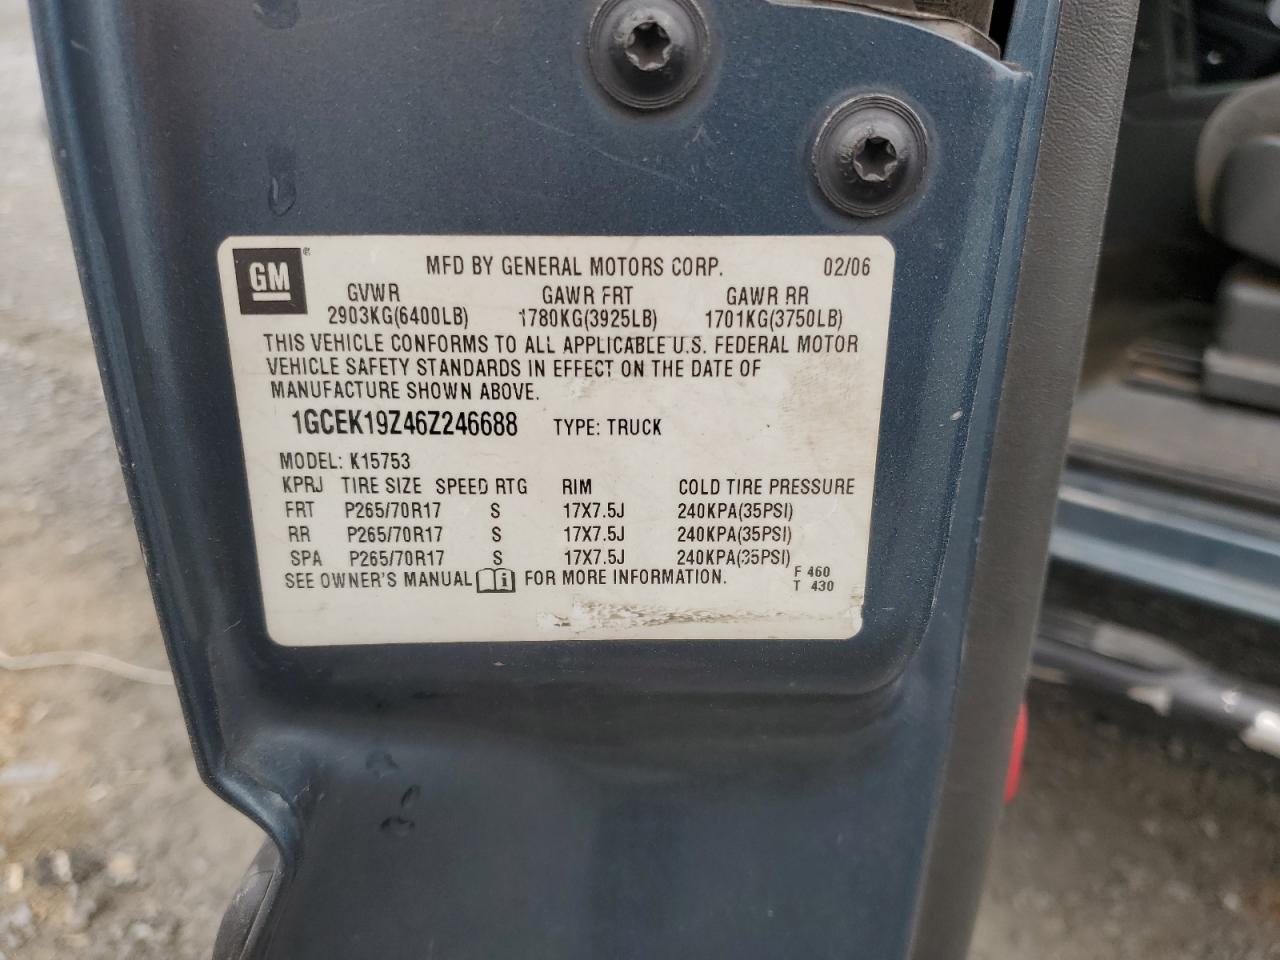 GM ® MFD BY GENERAL MOTORS CORP. 02/06
GVWR GAWR FRT GAWR RR
2903KG(6400LB) 1780KG(3925LB) 1701KG(3750LB)
THIS VEHICLE CONFORMS TO ALL APPLICABLE U.S. FEDERAL MOTOR
VEHICLE SAFETY STANDARDS IN EFFECT ON THE DATE OF
MANUFACTURE SHOWN ABOVE.
1GCEK19Z46Z246688 TYPE: TRUCK
MODEL: K15753
KPRJ TIRE SIZE SPEED RTG RIM COLD TIRE PRESSURE
FRT P265/70R17 S 17X7.5J 240KPA(35PSI)
RR P265/70R17 S 17X7.5J 240KPA(35PSI)
SPA P265/70R17 S 17X7.5J 240KPA(35PSI)
SEE OWNER'S MANUAL i FOR MORE INFORMATION. F 460
T 430